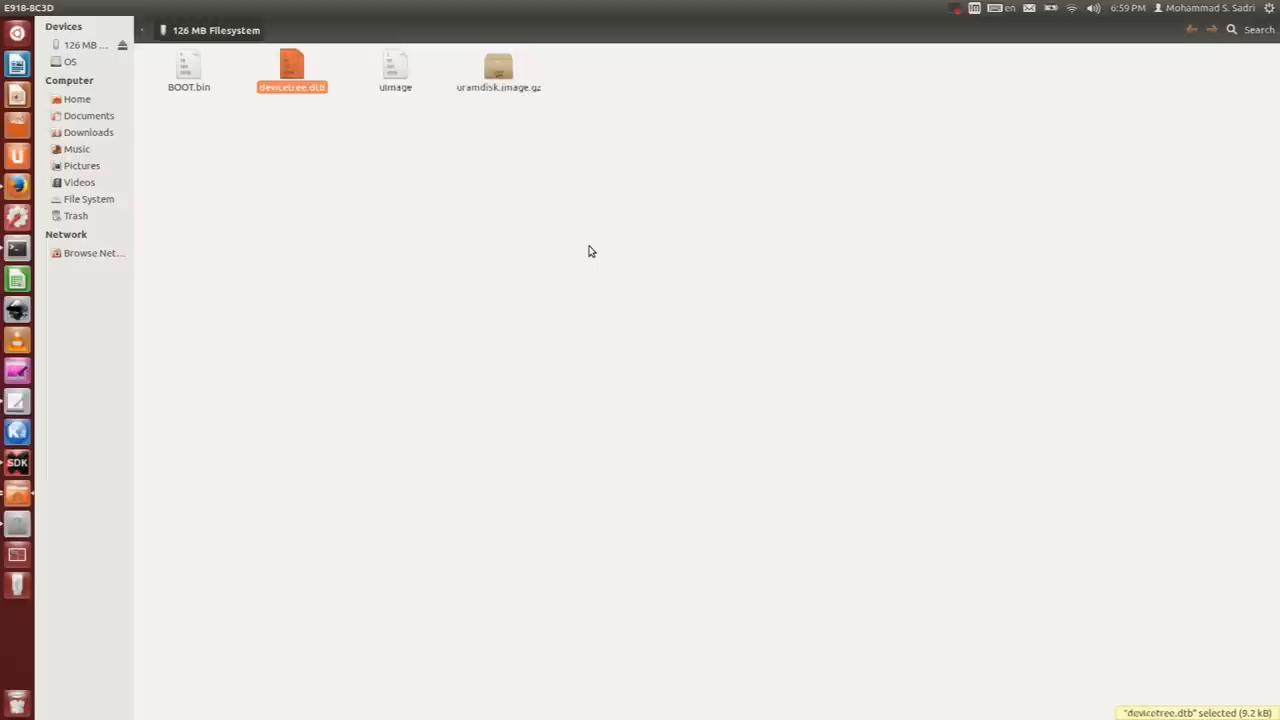 E918-8C3D
en
6:59 PM
Mohammad S. Sadri
Devices
126 MB ...
OS
Computer
Home
Documents
Downloads
Music
Pictures
Videos
File System
Trash
Network
Browse Net...
126 MB Filesystem
Search
BOOT.bin
devicetree.dtb
uImage
uramdisk.image.gz
SDK
"devicetree.dtb" selected (9.2 kB)